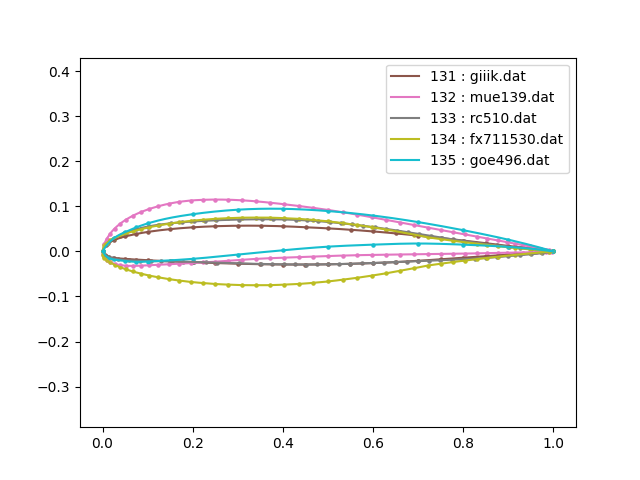 0.4
0.3
0.2
0.1
0.0
−0.1
−0.2
−0.3
0.0 0.2 0.4 0.6 0.8 1.0
131 : giiik.dat
132 : mue139.dat
133 : rc510.dat
134 : fx711530.dat
135 : goe496.dat